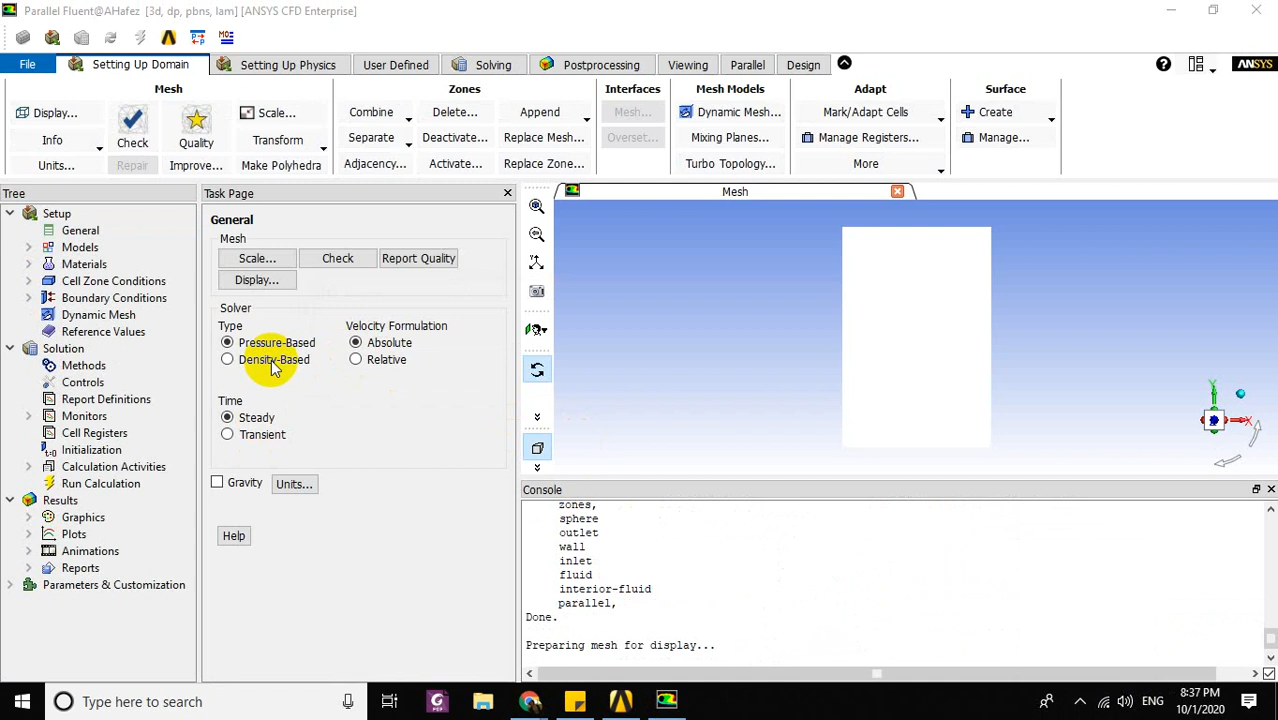 Parallel Fluent@AHafez [3d, dp, pbns, lam] [ANSYS CFD Enterprise]
File
Setting Up Domain
Setting Up Physics
User Defined
Solving
Postprocessing
Viewing
Parallel
Design
ANSYS
Mesh
Zones
Interfaces
Mesh Models
Adapt
Surface
Display...
Info
Units...
Check
Repair
Quality
Improve...
Scale...
Transform
Make Polyhedra
Combine
Separate
Adjacency...
Delete...
Deactivate...
Activate...
Append
Replace Mesh...
Replace Zone...
Mesh...
Overset...
Dynamic Mesh...
Mixing Planes...
Turbo Topology...
Mark/Adapt Cells
Manage Registers...
More
Create
Manage...
Tree
Setup
General
Models
Materials
Cell Zone Conditions
Boundary Conditions
Dynamic Mesh
Reference Values
Solution
Methods
Controls
Report Definitions
Monitors
Cell Registers
Initialization
Calculation Activities
Run Calculation
Results
Graphics
Plots
Animations
Reports
Parameters & Customization
Task Page
General
Mesh
Scale...
Check
Report Quality
Display...
Solver
Type
Velocity Formulation
Pressure-Based
Absolute
Density-Based
Relative
Time
Steady
Transient
Gravity
Units...
Help
Mesh
Y
X
Console
zones,
sphere
outlet
wall
inlet
fluid
interior-fluid
parallel,
Done.
Preparing mesh for display...
Type here to search
ENG
8:37 PM
10/1/2020